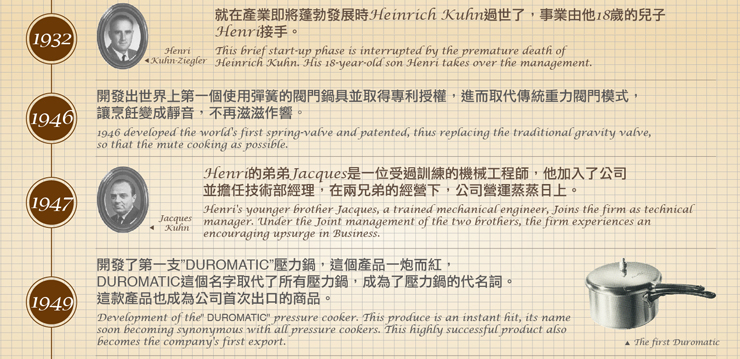 1932
Henri
Kuhn-Ziegler
就在產業即將蓬勃發展時Heinrich Kuhn過世了，事業由他18歲的兒子
Henri接手。
This brief start-up phase is interrupted by the premature death of
Heinrich Kuhn. His 18-year-old son Henri takes over the management.
1946
開發出世界上第一個使用彈簧的閥門鍋具並取得專利授權，進而取代傳統重力閥門模式，
讓烹飪變成靜音，不再滋滋作響。
1946 developed the world's first spring-valve and patented, thus replacing the traditional gravity valve,
so that the mute cooking as possible.
1947
Jacques
Kuhn
Henri的弟弟Jacques是一位受過訓練的機械工程師，他加入了公司
並擔任技術部經理，在兩兄弟的經營下，公司營運蒸蒸日上。
Henri's younger brother Jacques, a trained mechanical engineer, Joins the firm as technical
manager. Under the Joint management of the two brothers, the firm experiences an
encouraging upsurge in Business.
1949
開發了第一支"DUROMATIC"壓力鍋，這個產品一炮而紅，
DUROMATIC這個名字取代了所有壓力鍋，成為了壓力鍋的代名詞。
這款產品也成為公司首次出口的商品。
Development of the" DUROMATIC" pressure cooker. This produce is an instant hit, its name
soon becoming synonymous with all pressure cookers. This highly successful product also
becomes the company's first export.
▲ The first Duromatic